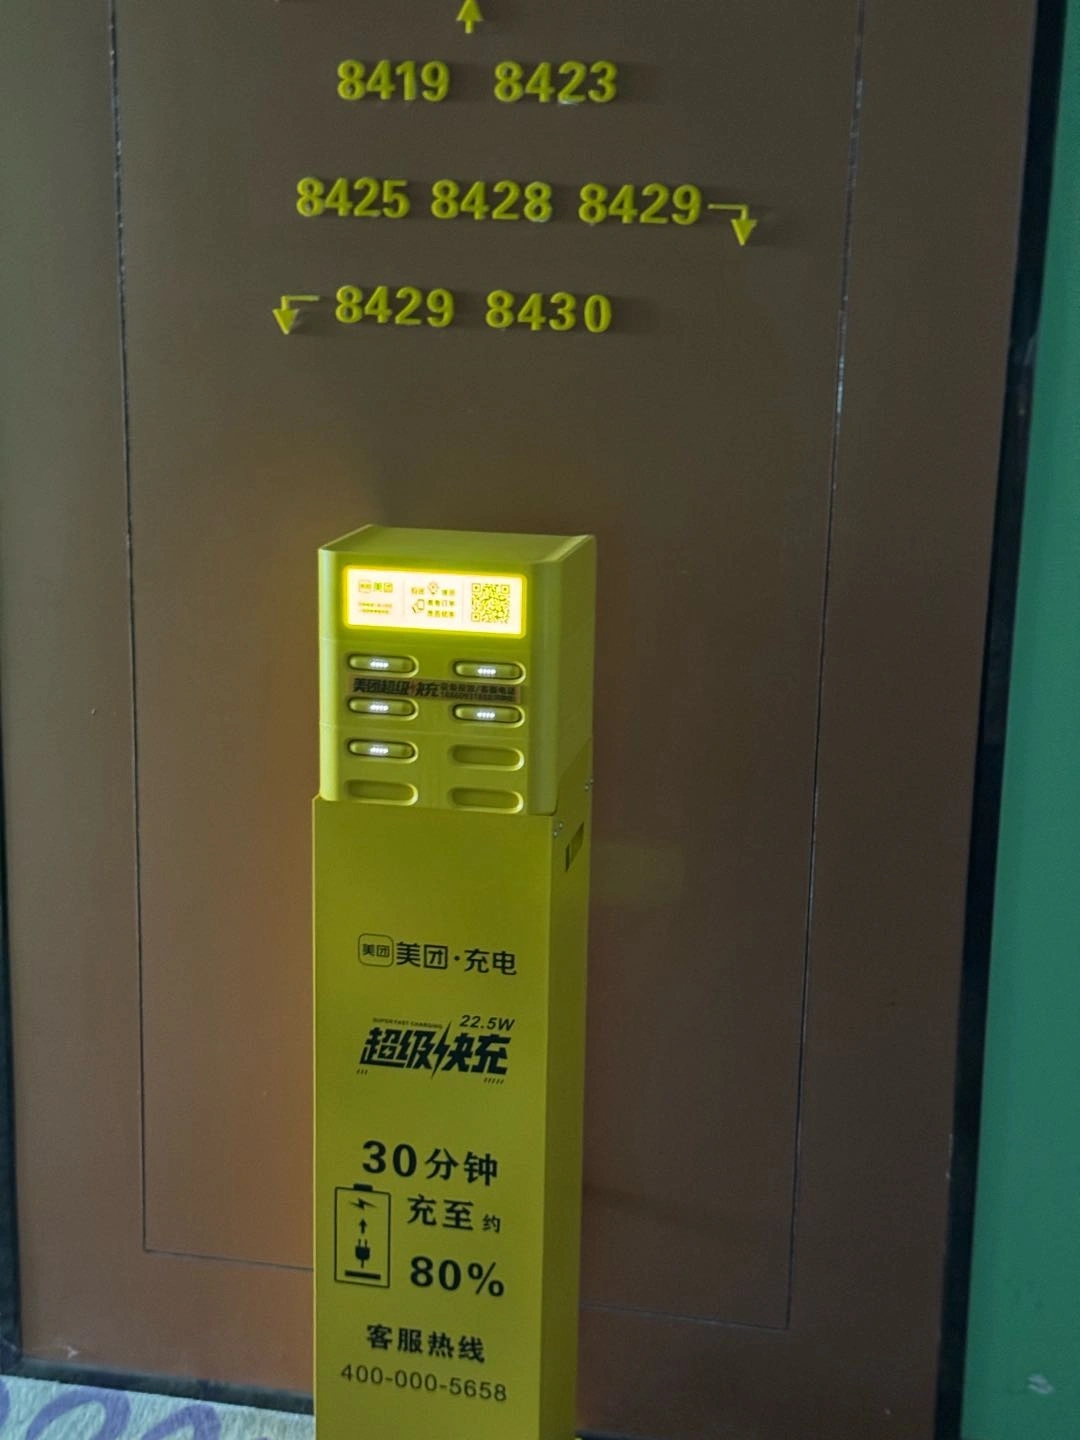 8419 8423
8425 8428 8429
8429 8430
美团
美团超级快充
美团 美团·充电
SUPER FAST CHARGING 22.5W
超级快充
30分钟
充至约
80%
客服热线
400-000-5658